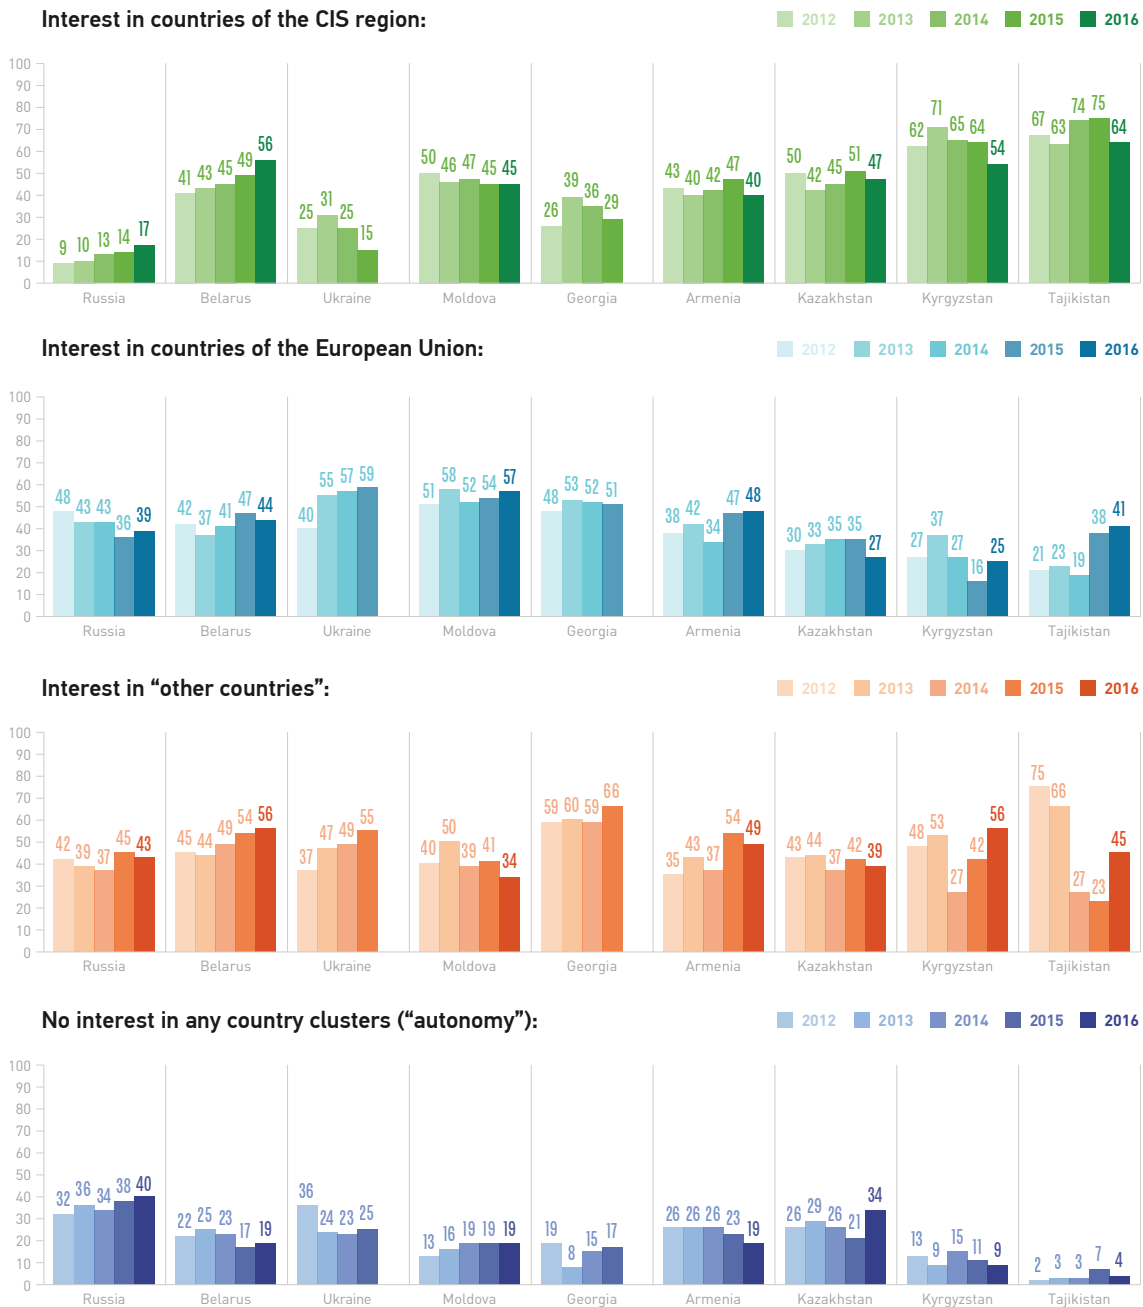 Interest in countries of the CIS region:
2012 2013 2014 2015 2016
100
90
80
70
60
50
40
30
20
10
0
9 10 13 14 17
41 43 45 49 56
25 31 25 15
50 46 47 45 45
26 39 36 29
43 40 42 47 40
50 42 45 51 47
62 71 65 64 54
67 63 74 75 64
Russia Belarus Ukraine Moldova Georgia Armenia Kazakhstan Kyrgyzstan Tajikistan
Interest in countries of the European Union:
2012 2013 2014 2015 2016
100
90
80
70
60
50
40
30
20
10
0
48 43 43 36 39
42 37 41 47 44
40 55 57 59
51 58 52 54 57
48 53 52 51
38 42 34 47 48
30 33 35 35 27
27 37 27 16 25
21 23 19 38 41
Russia Belarus Ukraine Moldova Georgia Armenia Kazakhstan Kyrgyzstan Tajikistan
Interest in “other countries”:
2012 2013 2014 2015 2016
100
90
80
70
60
50
40
30
20
10
0
42 39 37 45 43
45 44 49 54 56
37 47 49 55
40 50 39 41 34
59 60 59 66
35 43 37 54 49
43 44 37 42 39
48 53 27 42 56
75 66 27 23 45
Russia Belarus Ukraine Moldova Georgia Armenia Kazakhstan Kyrgyzstan Tajikistan
No interest in any country clusters (“autonomy”):
2012 2013 2014 2015 2016
100
90
80
70
60
50
40
30
20
10
0
32 36 34 38 40
22 25 23 17 19
36 24 23 25
13 16 19 19 19
19 8 15 17
26 26 26 23 19
26 29 26 21 34
13 9 15 11 9
2 3 3 7 4
Russia Belarus Ukraine Moldova Georgia Armenia Kazakhstan Kyrgyzstan Tajikistan